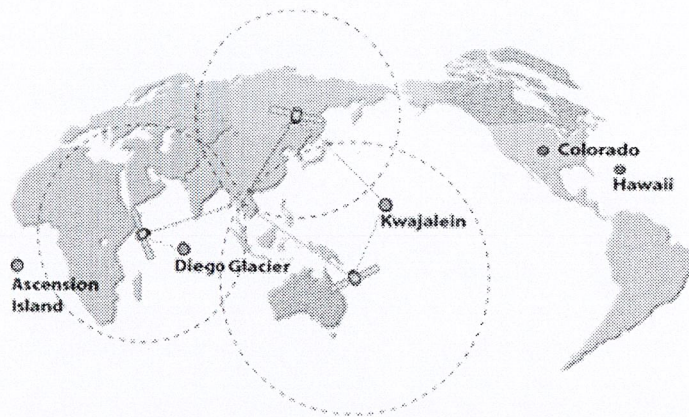 Colorado
Hawaii
Kwajalein
Diego Glacier
Ascension
Island